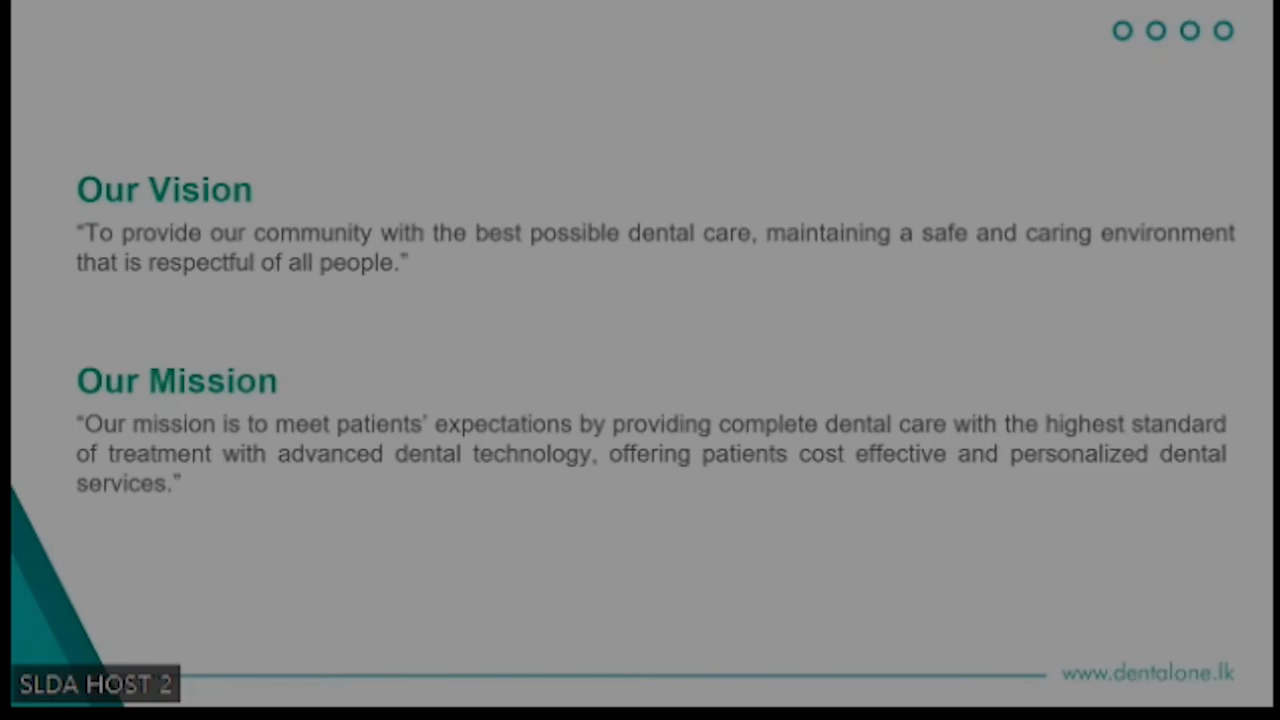 Our Vision
“To provide our community with the best possible dental care, maintaining a safe and caring environment
that is respectful of all people.”
Our Mission
“Our mission is to meet patients’ expectations by providing complete dental care with the highest standard
of treatment with advanced dental technology, offering patients cost effective and personalized dental
services.”
SLDA HOST 2
www.dentalone.lk